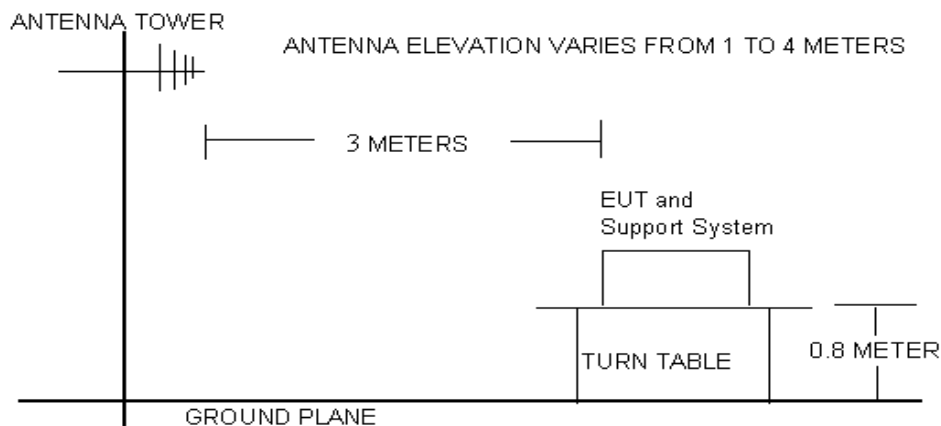 ANTENNA TOWER
ANTENNA ELEVATION VARIES FROM 1 TO 4 METERS
3 METERS
EUT and
Support System
TURN TABLE
0.8 METER
GROUND PLANE